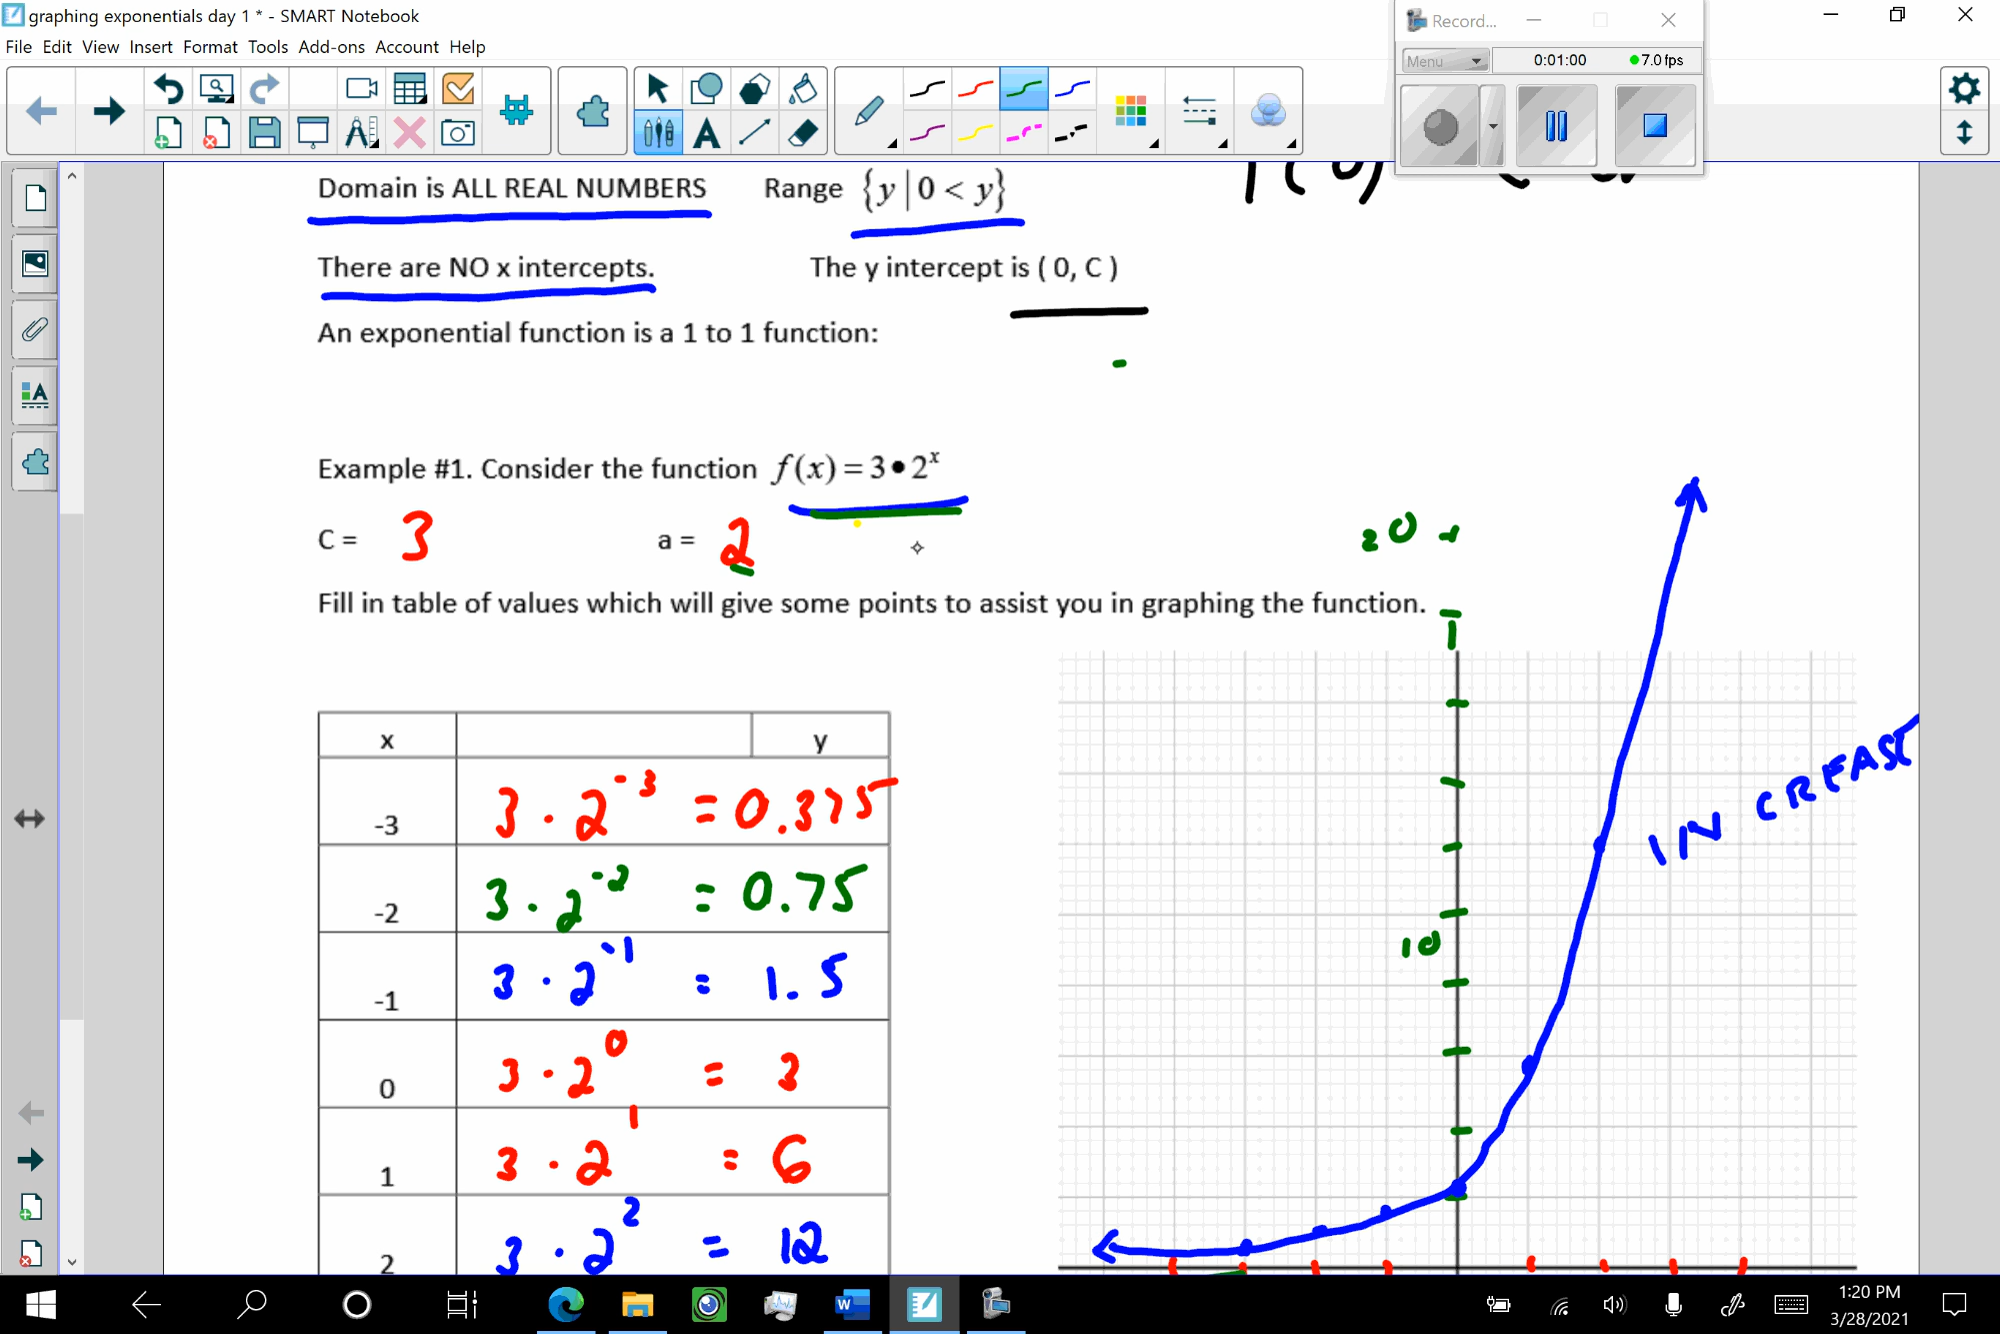 graphing exponentials day 1 * - SMART Notebook
File Edit View Insert Format Tools Add-ons Account Help
Record...
Menu 0:01:00 7.0 fps
Domain is ALL REAL NUMBERS Range {y | 0 < y}
There are NO x intercepts. The y intercept is ( 0, C )
An exponential function is a 1 to 1 function:
Example #1. Consider the function f(x) = 3 • 2^x
C = 3 a = 2
20
Fill in table of values which will give some points to assist you in graphing the function.
x y
-3 3 · 2^-3 = 0.375
-2 3 · 2^-2 = 0.75
-1 3 · 2^-1 = 1.5
0 3 · 2^0 = 3
1 3 · 2^1 = 6
2 3 · 2^2 = 12
INCREAS
10
1:20 PM
3/28/2021